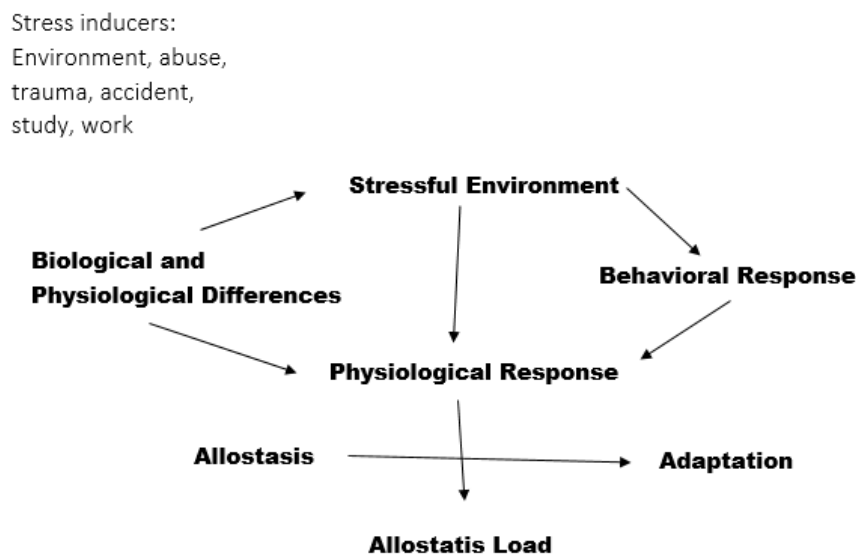 Stress inducers:
Environment, abuse,
trauma, accident,
study, work
Stressful Environment
Biological and
Physiological Differences
Behavioral Response
Physiological Response
Allostasis
Adaptation
Allostatis Load